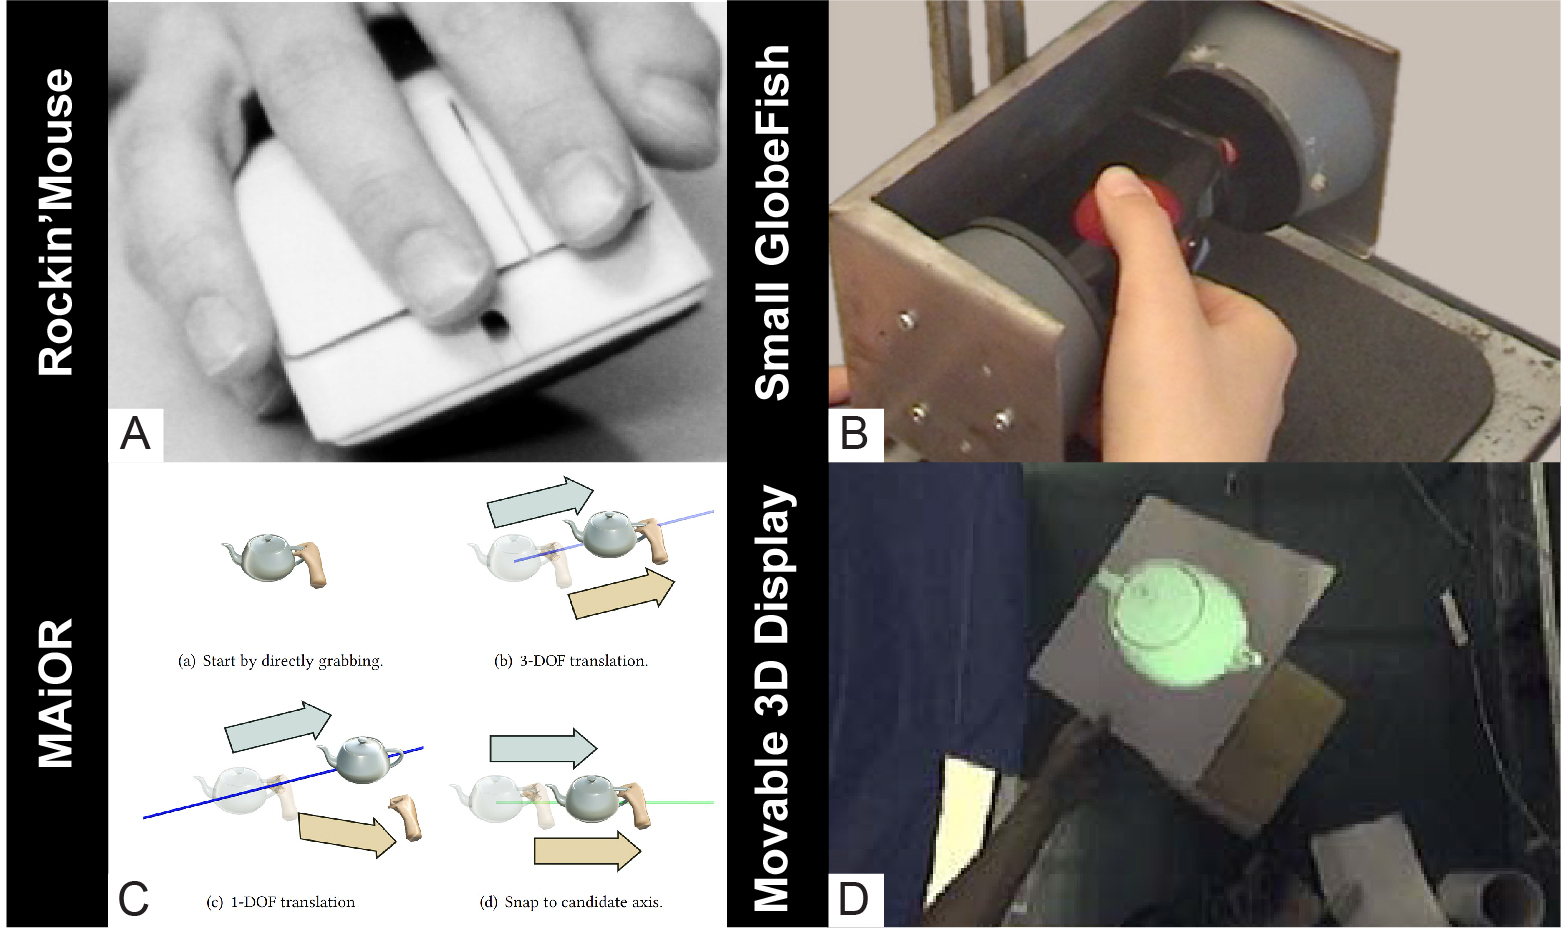 Rockin'Mouse
A
Small GlobeFish
B
MAiOR
(a) Start by directly grabbing.
(b) 3-DOF translation.
(c) 1-DOF translation
(d) Snap to candidate axis.
C
Movable 3D Display
D